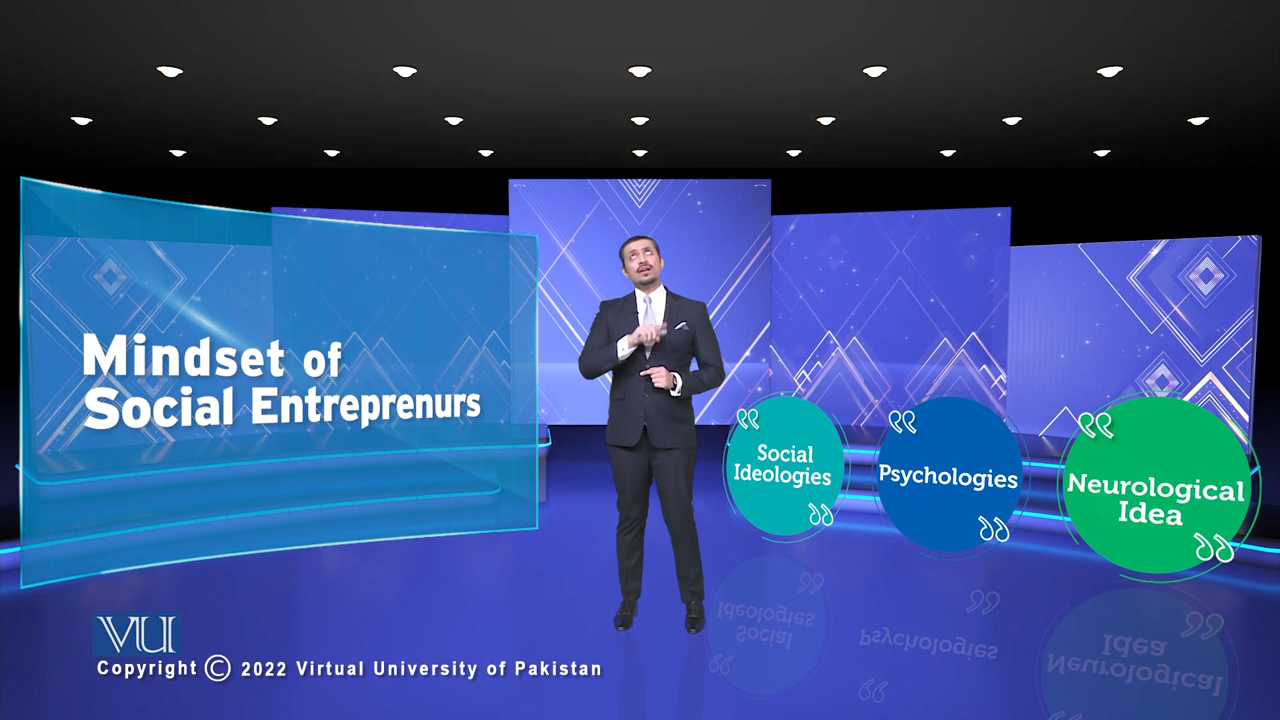 Mindset of
Social Entreprenurs
Social
Ideologies
Psychologies
Neurological
Idea
VU
Copyright © 2022 Virtual University of Pakistan